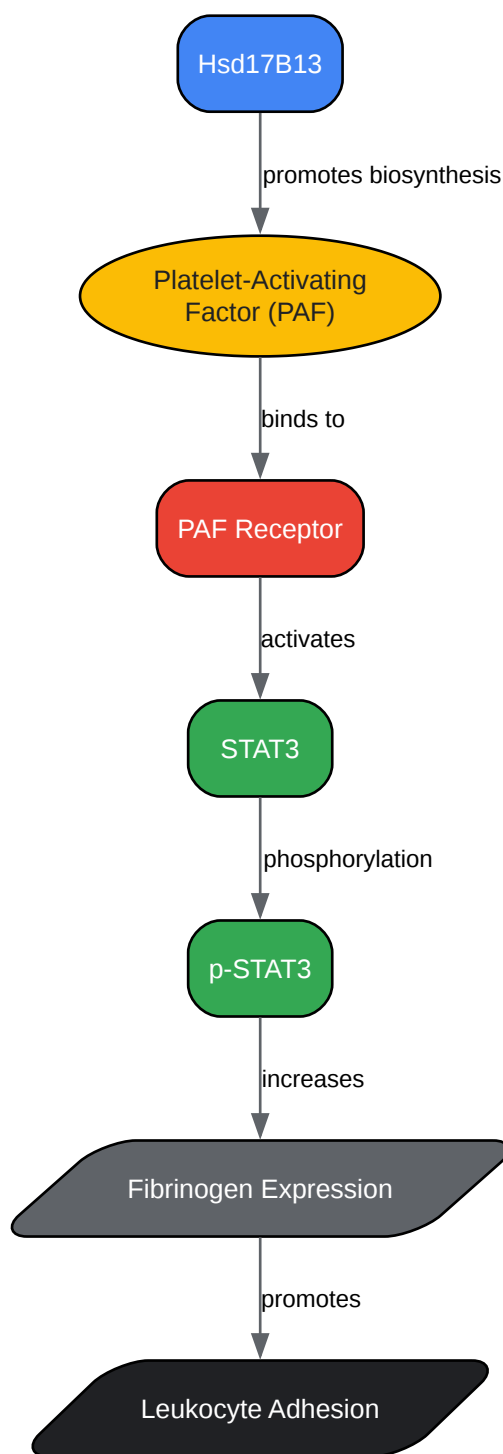 Hsd17B13
promotes biosynthesis
Platelet-Activating
Factor (PAF)
binds to
PAF Receptor
activates
STAT3
phosphorylation
p-STAT3
increases
Fibrinogen Expression
promotes
Leukocyte Adhesion